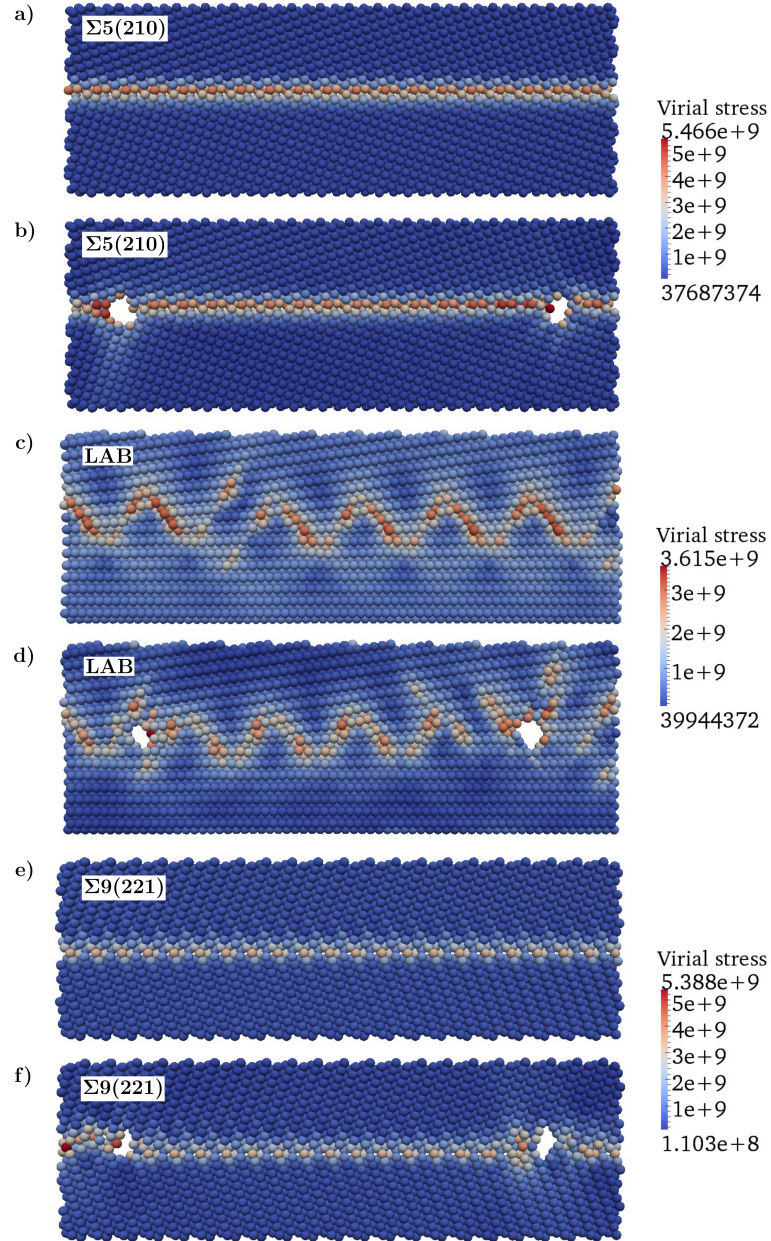 a)
Σ5(210)
Virial stress
5.466e+9
5e+9
4e+9
3e+9
2e+9
1e+9
37687374
b)
Σ5(210)
c)
LAB
Virial stress
3.615e+9
3e+9
2e+9
1e+9
39944372
d)
LAB
e)
Σ9(221)
Virial stress
5.388e+9
5e+9
4e+9
3e+9
2e+9
1e+9
1.103e+8
f)
Σ9(221)